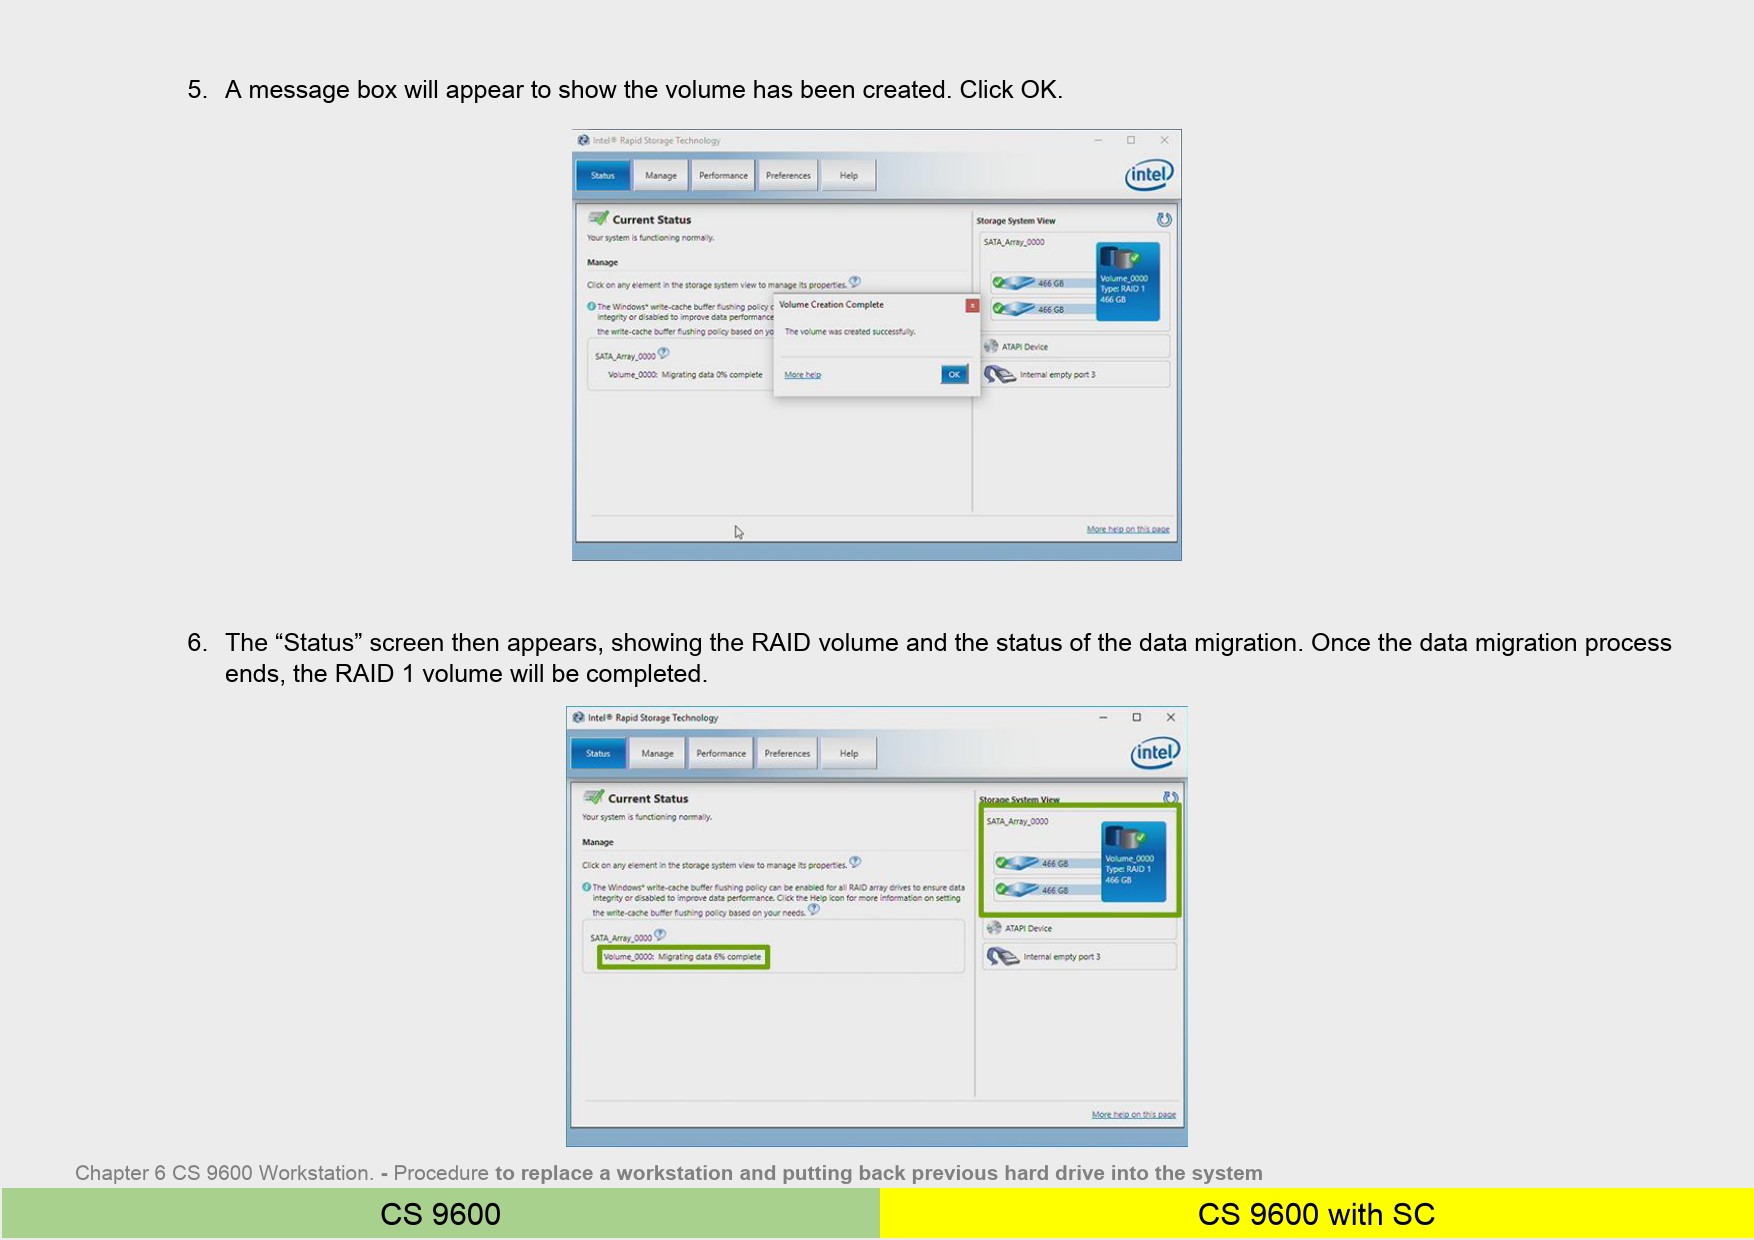 5. A message box will appear to show the volume has been created. Click OK.
Intel® Rapid Storage Technology
Status Manage Performance Preferences Help
intel
Current Status
Your system is functioning normally.
Manage
Click on any element in the storage system view to manage its properties.
The Windows* write-cache buffer flushing policy c
integrity or disabled to improve data performance
the write-cache buffer flushing policy based on yo
SATA_Array_0000
Volume_0000: Migrating data 0% complete
Volume Creation Complete
x
The volume was created successfully.
More help
OK
Storage System View
SATA_Array_0000
466 GB
466 GB
Volume_0000
Type: RAID 1
466 GB
ATAPI Device
Internal empty port 3
More help on this page
6. The “Status” screen then appears, showing the RAID volume and the status of the data migration. Once the data migration process
ends, the RAID 1 volume will be completed.
Intel® Rapid Storage Technology
Status Manage Performance Preferences Help
intel
Current Status
Your system is functioning normally.
Manage
Click on any element in the storage system view to manage its properties.
The Windows* write-cache buffer flushing policy can be enabled for all RAID array drives to ensure data
integrity or disabled to improve data performance. Click the Help icon for more information on setting
the write-cache buffer flushing policy based on your needs.
SATA_Array_0000
Volume_0000: Migrating data 6% complete
Storage System View
SATA_Array_0000
466 GB
466 GB
Volume_0000
Type: RAID 1
466 GB
ATAPI Device
Internal empty port 3
More help on this page
Chapter 6 CS 9600 Workstation. - Procedure to replace a workstation and putting back previous hard drive into the system
CS 9600
CS 9600 with SC